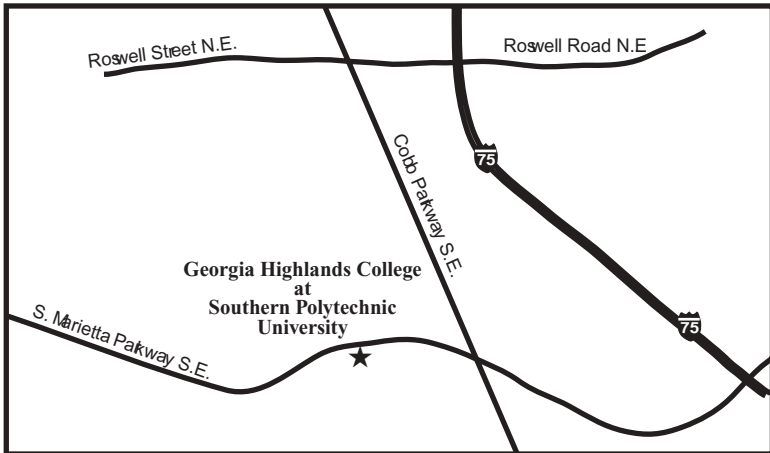 Roswell Street N.E.
Roswell Road N.E
Cobb Parkway S.E.
75
Georgia Highlands College
at
Southern Polytechnic
University
S. Marietta Parkway S.E.
75